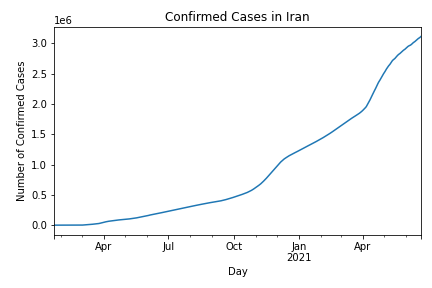 Confirmed Cases in Iran
1e6
3.0
2.5
2.0
1.5
1.0
0.5
0.0
Number of Confirmed Cases
Apr Jul Oct Jan Apr
2021
Day